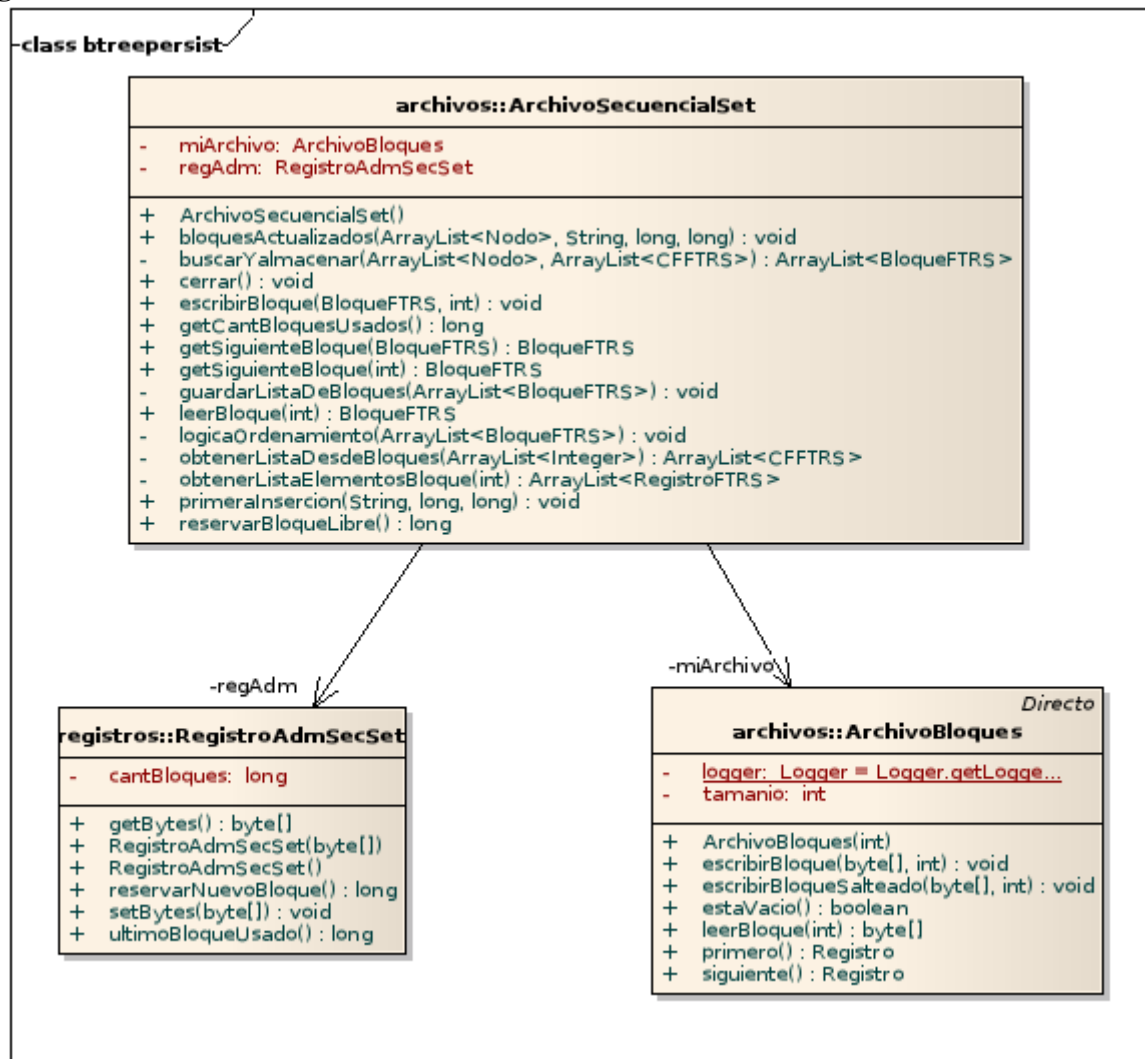 class btreepersist
archivos::ArchivoSecuencialSet
- miArchivo: ArchivoBloques
- regAdm: RegistroAdmSecSet
+ ArchivoSecuencialSet()
+ bloquesActualizados(ArrayList<Nodo>, String, long, long) : void
- buscarYalmacenar(ArrayList<Nodo>, ArrayList<CFFTRS>) : ArrayList<BloqueFTRS>
+ cerrar() : void
+ escribirBloque(BloqueFTRS, int) : void
+ getCantBloquesUsados() : long
+ getSiguienteBloque(BloqueFTRS) : BloqueFTRS
+ getSiguienteBloque(int) : BloqueFTRS
- guardarListaDeBloques(ArrayList<BloqueFTRS>) : void
+ leerBloque(int) : BloqueFTRS
- logicaOrdenamiento(ArrayList<BloqueFTRS>) : void
- obtenerListaDesdeBloques(ArrayList<Integer>) : ArrayList<CFFTRS>
- obtenerListaElementosBloque(int) : ArrayList<RegistroFTRS>
+ primeraInsercion(String, long, long) : void
+ reservarBloqueLibre() : long
-regAdm
-miArchivo
registros::RegistroAdmSecSet
- cantBloques: long
+ getBytes() : byte[]
+ RegistroAdmSecSet(byte[])
+ RegistroAdmSecSet()
+ reservarNuevoBloque() : long
+ setBytes(byte[]) : void
+ ultimoBloqueUsado() : long
Directo
archivos::ArchivoBloques
- logger: Logger = Logger.getLogge...
- tamanio: int
+ ArchivoBloques(int)
+ escribirBloque(byte[], int) : void
+ escribirBloqueSalteado(byte[], int) : void
+ estaVacio() : boolean
+ leerBloque(int) : byte[]
+ primero() : Registro
+ siguiente() : Registro